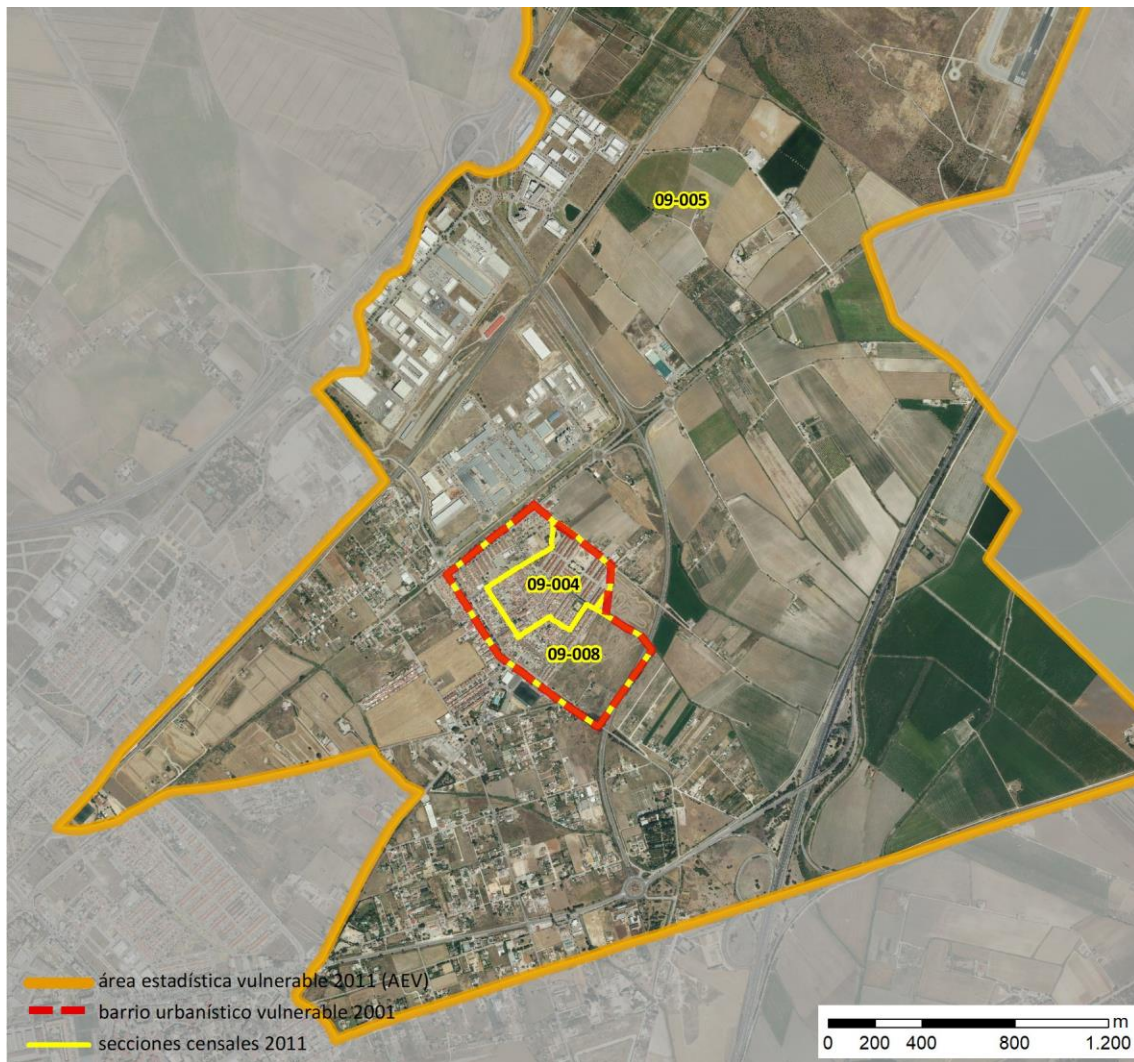 09-005
09-004
09-008
área estadística vulnerable 2011 (AEV)
barrio urbanístico vulnerable 2001
secciones censales 2011
m
0 200 400 800 1.200